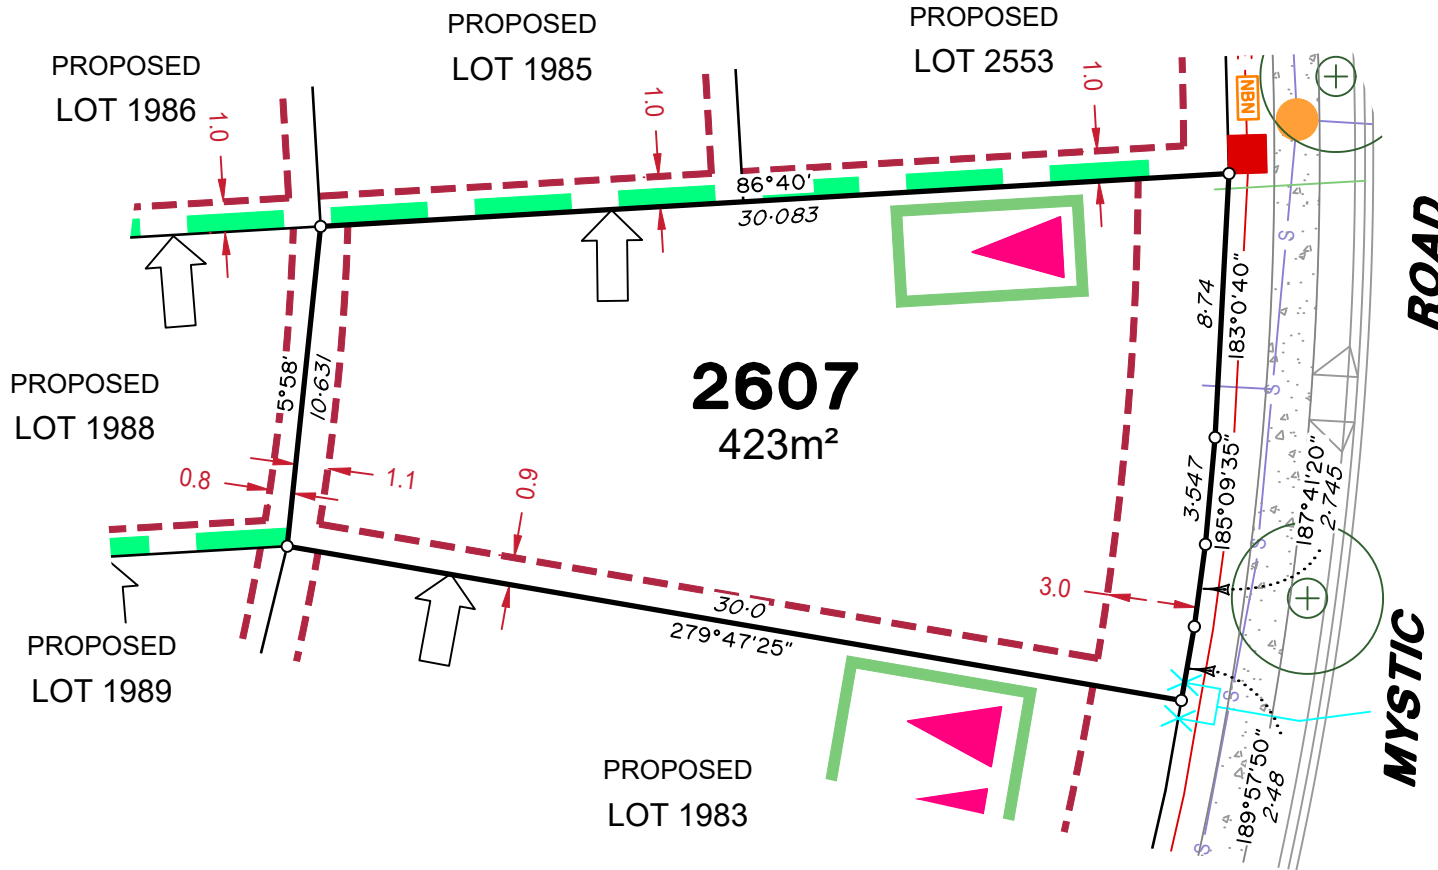 PROPOSED
LOT 1986
PROPOSED
LOT 1985
PROPOSED
LOT 2553
1.0
1.0
1.0
NBN
86°40'
30·083
ROAD
8·74
183°0'40"
S
PROPOSED
LOT 1988
5°58'
10·631
2607
423m²
S
0.8
1.1
0.9
3·547
185°09'35"
187°41'20"
2·745
S
3.0
30·0
279°47'25"
PROPOSED
LOT 1989
S
MYSTIC
PROPOSED
LOT 1983
189°57'50"
2·48
S